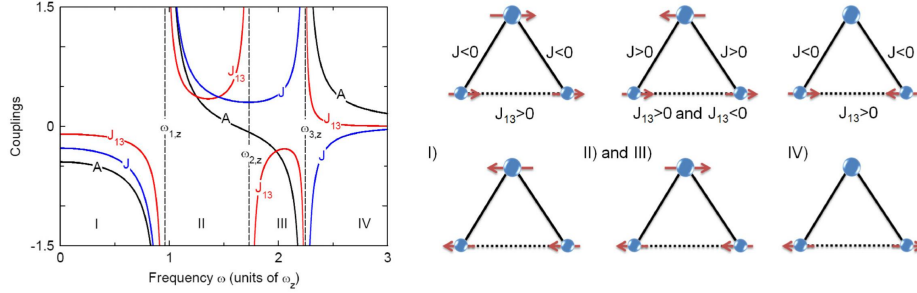 1.5
0
-1.5
Couplings
J₁₃
J
A
J₁₃
J
A
J₁₃
A
J₁₃
J
ω₁,z
ω₂,z
ω₃,z
I
II
III
IV
0
1
2
3
Frequency ω (units of ω_z)
J<0
J<0
J₁₃>0
J>0
J>0
J₁₃>0 and J₁₃<0
J<0
J<0
J₁₃>0
I)
II) and III)
IV)